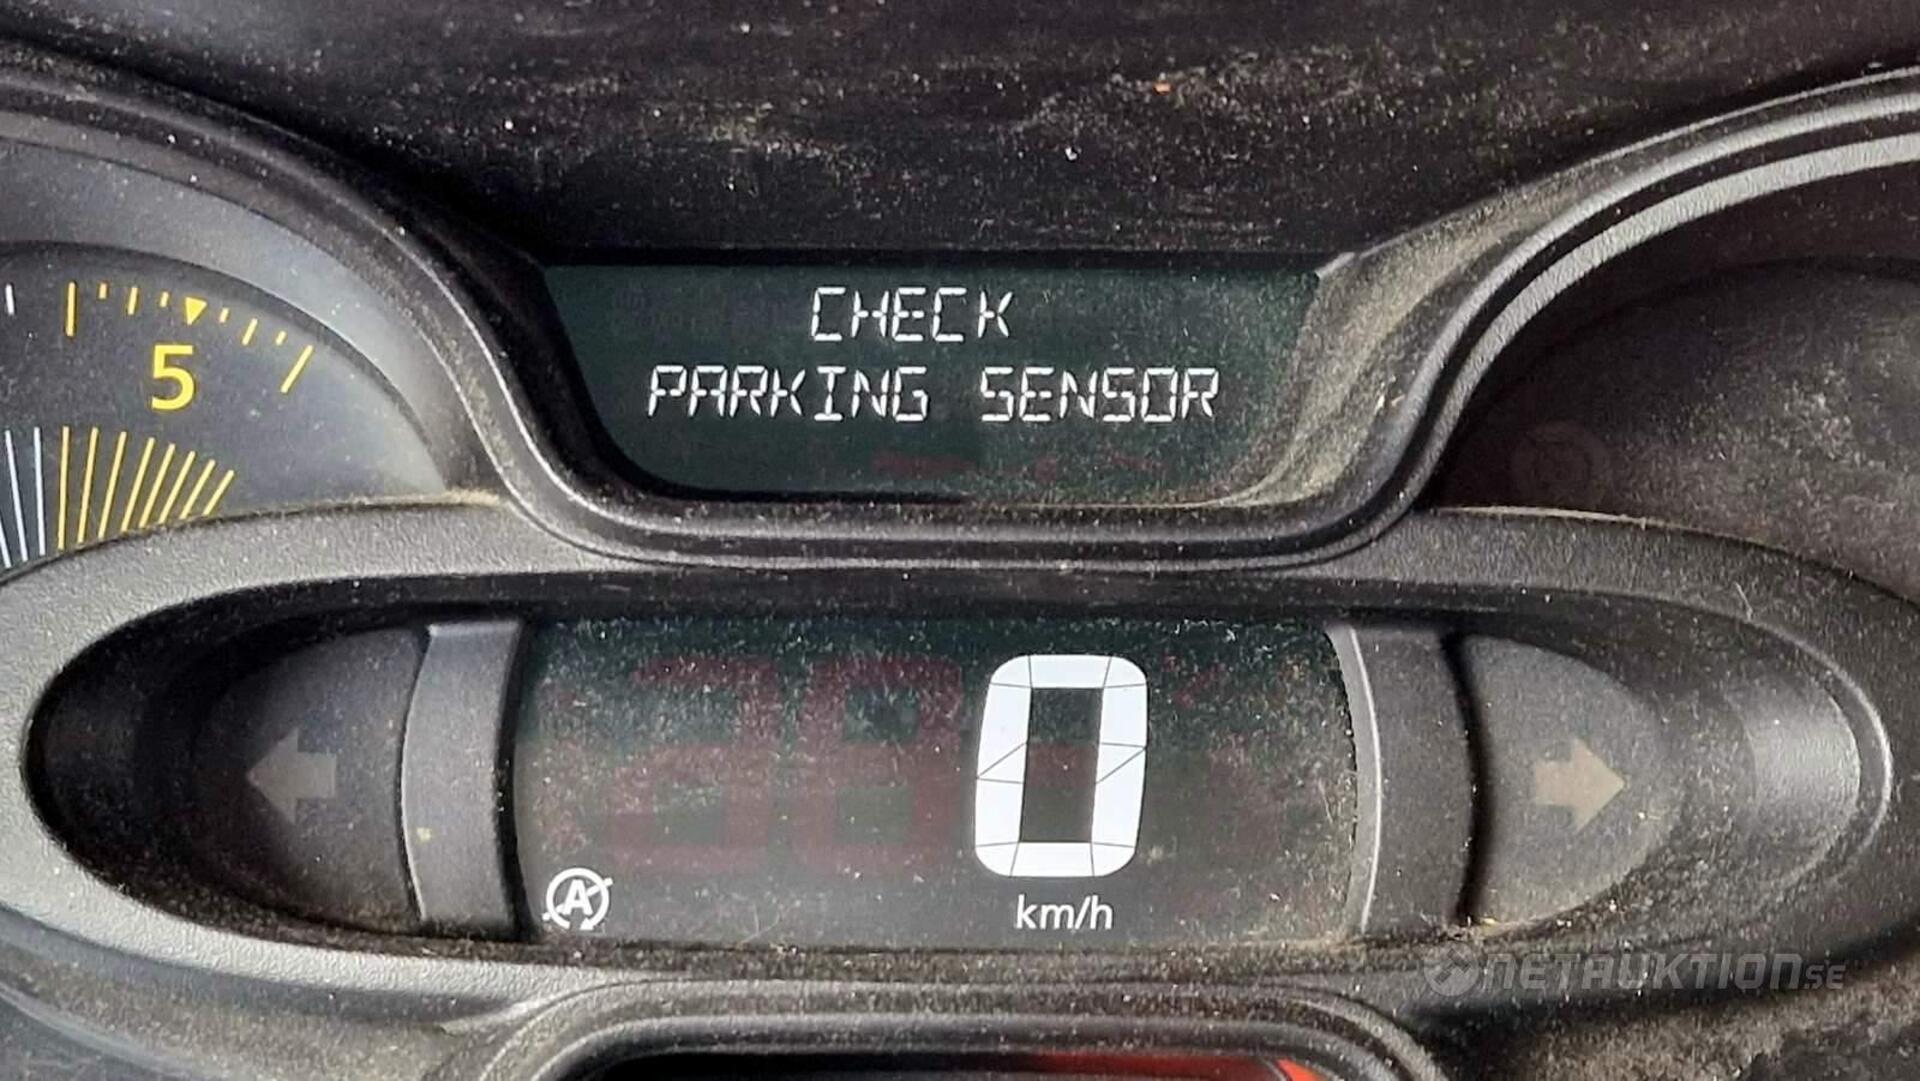 CHECK
PARKING SENSOR
5
0
A
km/h
NETAUKTION.SE